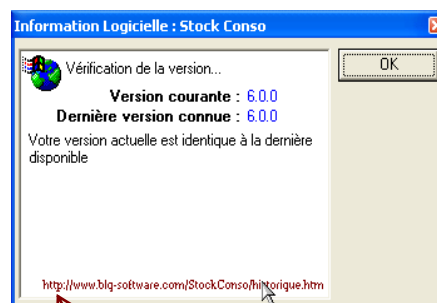 Information Logicielle : Stock Conso
Vérification de la version...
OK
Version courante : 6.0.0
Dernière version connue : 6.0.0
Votre version actuelle est identique à la dernière
disponible
http://www.blg-software.com/StockConso/historique.htm